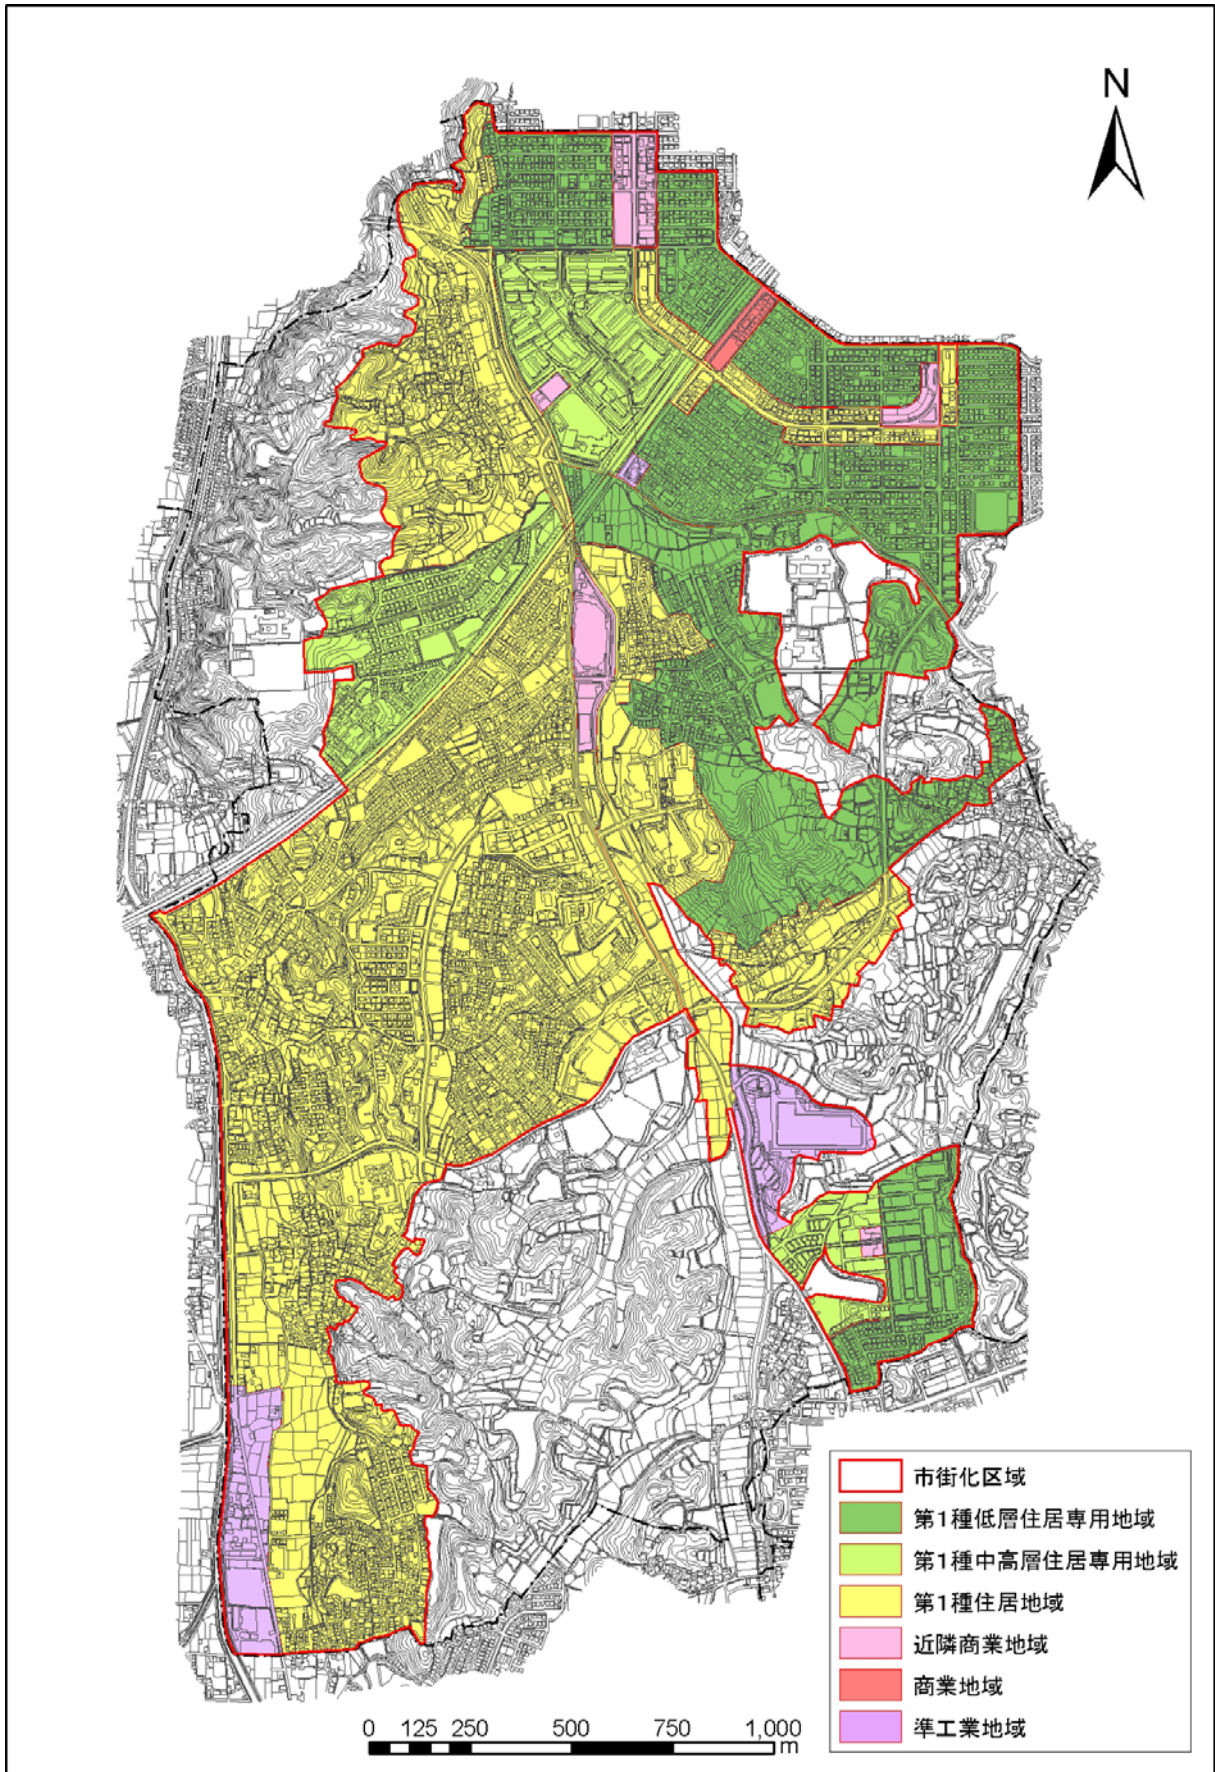 N
市街化区域
第1種低層住居専用地域
第1種中高層住居専用地域
第1種住居地域
近隣商業地域
商業地域
準工業地域
0 125 250 500 750 1,000
m